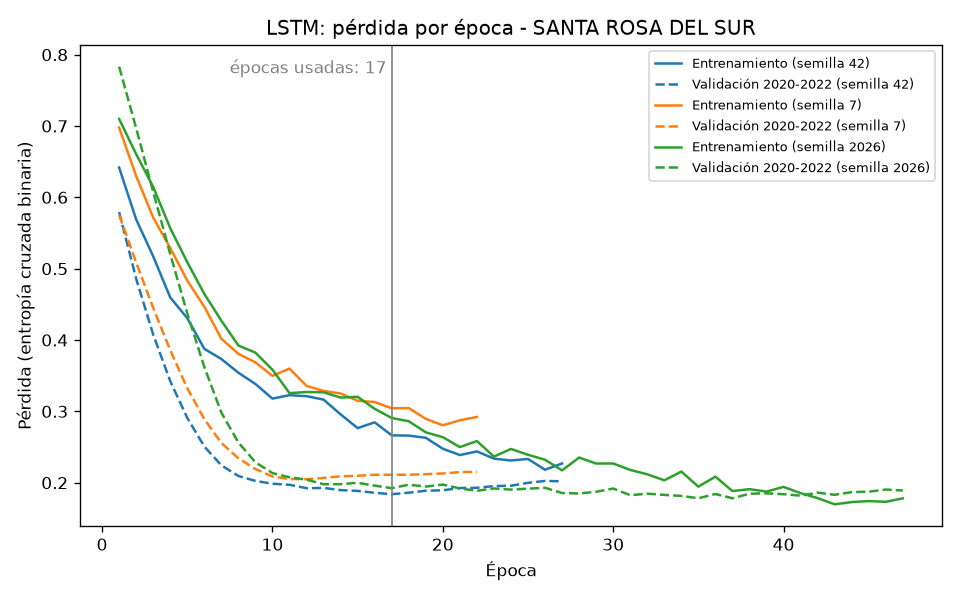 LSTM: pérdida por época - SANTA ROSA DEL SUR
épocas usadas: 17
Entrenamiento (semilla 42)
Validación 2020-2022 (semilla 42)
Entrenamiento (semilla 7)
Validación 2020-2022 (semilla 7)
Entrenamiento (semilla 2026)
Validación 2020-2022 (semilla 2026)
Pérdida (entropía cruzada binaria)
0.8
0.7
0.6
0.5
0.4
0.3
0.2
0 10 20 30 40
Época